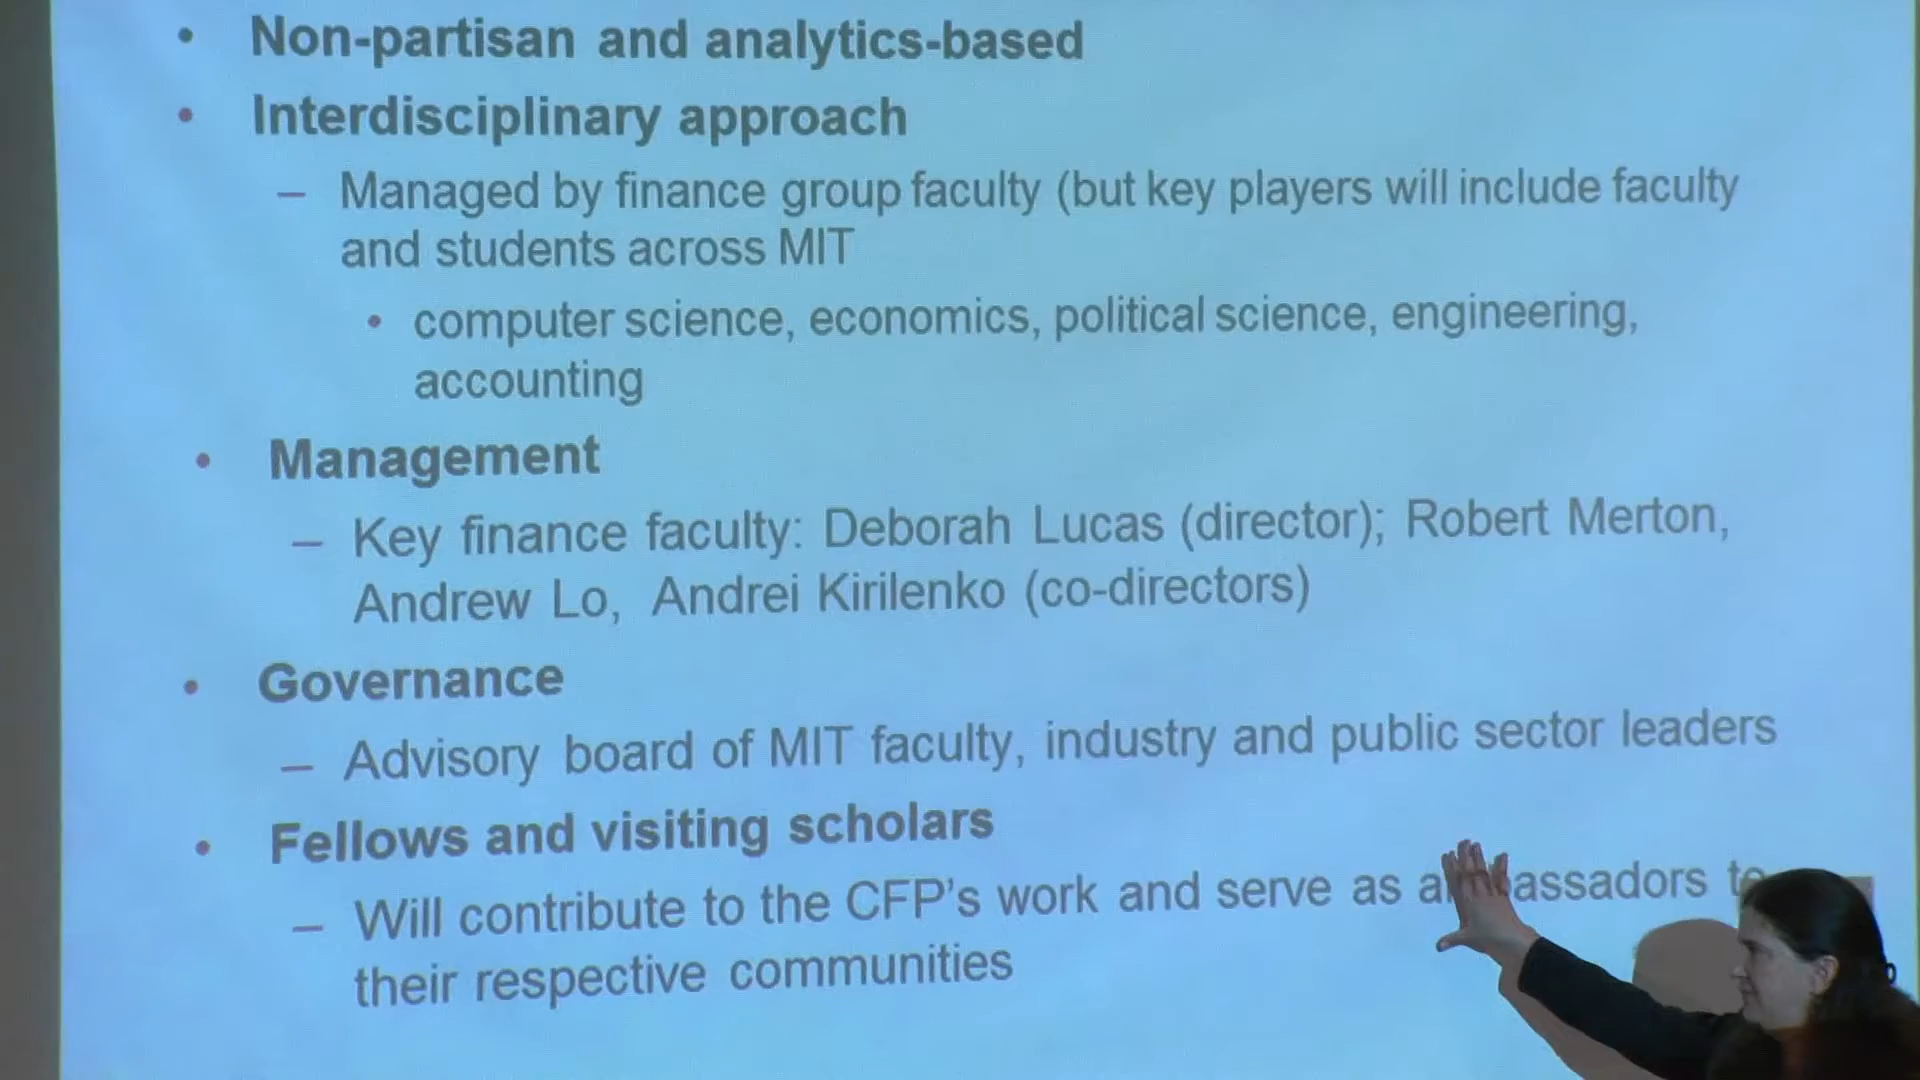 • Non-partisan and analytics-based
• Interdisciplinary approach
– Managed by finance group faculty (but key players will include faculty
and students across MIT
• computer science, economics, political science, engineering,
accounting
• Management
– Key finance faculty: Deborah Lucas (director); Robert Merton,
Andrew Lo, Andrei Kirilenko (co-directors)
• Governance
– Advisory board of MIT faculty, industry and public sector leaders
• Fellows and visiting scholars
– Will contribute to the CFP's work and serve as ambassadors to
their respective communities